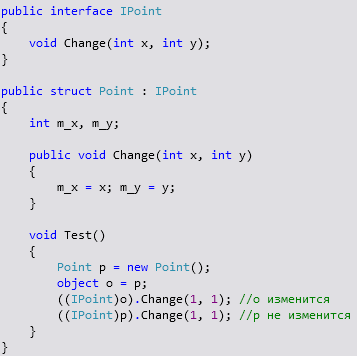 public interface IPoint
{
    void Change(int x, int y);
}
public struct Point : IPoint
{
    int m_x, m_y;
    public void Change(int x, int y)
    {
        m_x = x; m_y = y;
    }
    void Test()
    {
        Point p = new Point();
        object o = p;
        ((IPoint)o).Change(1, 1); //o изменится
        ((IPoint)p).Change(1, 1); //p не изменится
    }
}